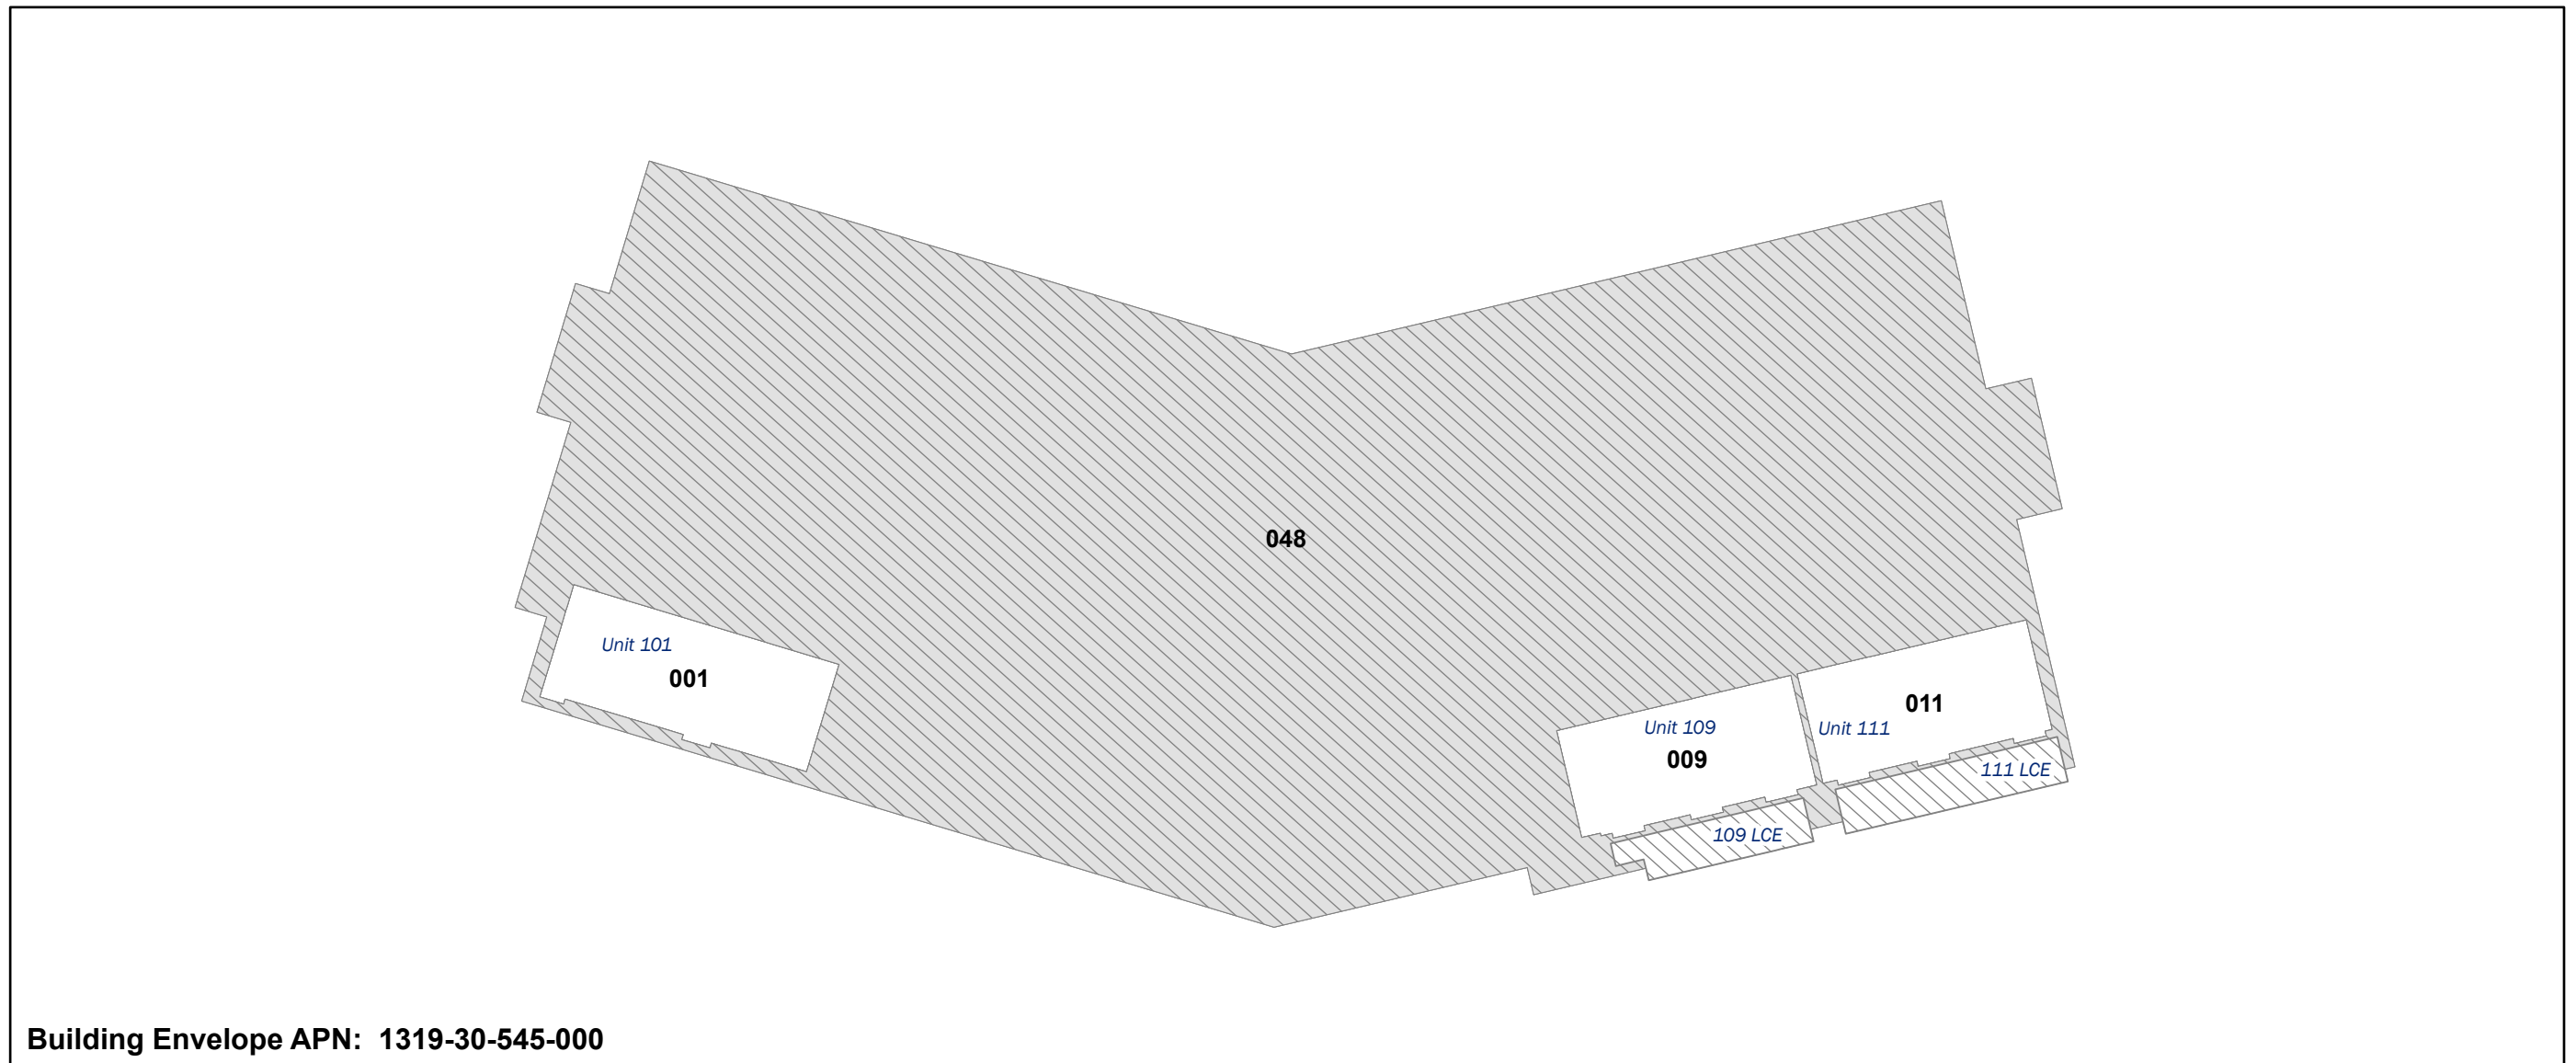 048
Unit 101
001
Unit 109
009
011
Unit 111
111 LCE
109 LCE
Building Envelope APN: 1319-30-545-000